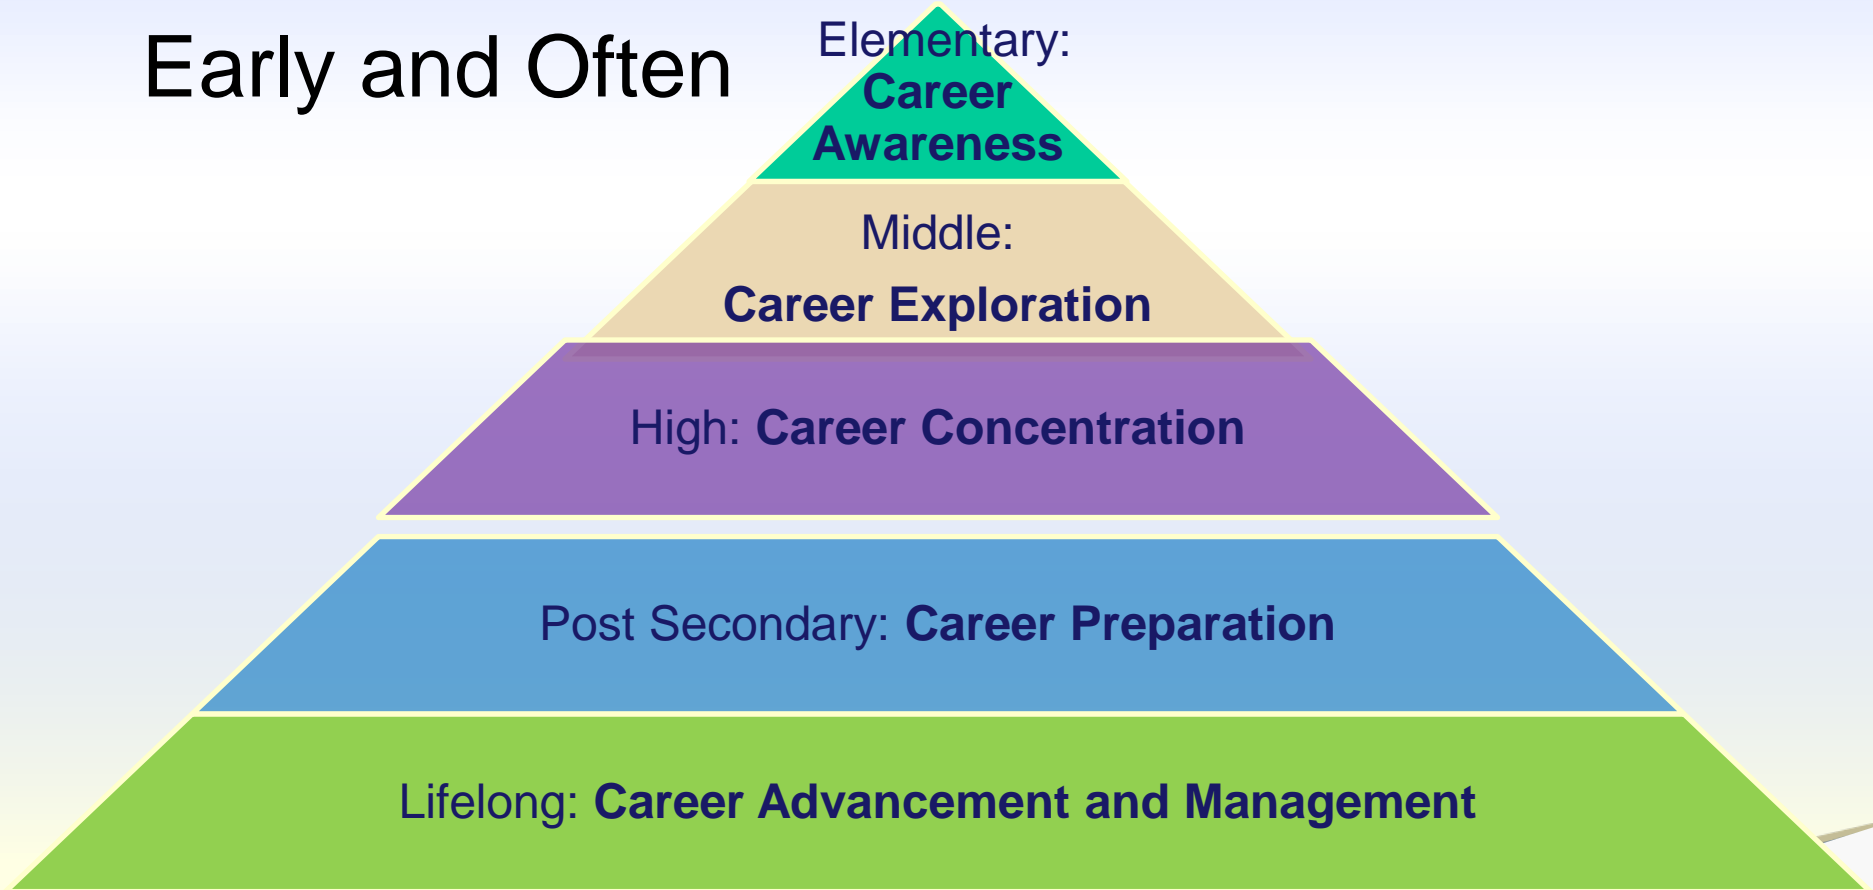 Early and Often
Elementary:
Career
Awareness
Middle:
Career Exploration
High: Career Concentration
Post Secondary: Career Preparation
Lifelong: Career Advancement and Management